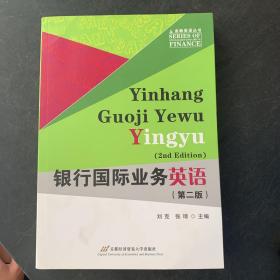 金融英语丛书
SERIES OF
FINANCE
Yinhang
Guoji Yewu
Yingyu
(2nd Edition)
银行国际业务英语
(第二版)
刘宽 张靖 主编
首都经济贸易大学出版社
Capital University of Economics and Business Press